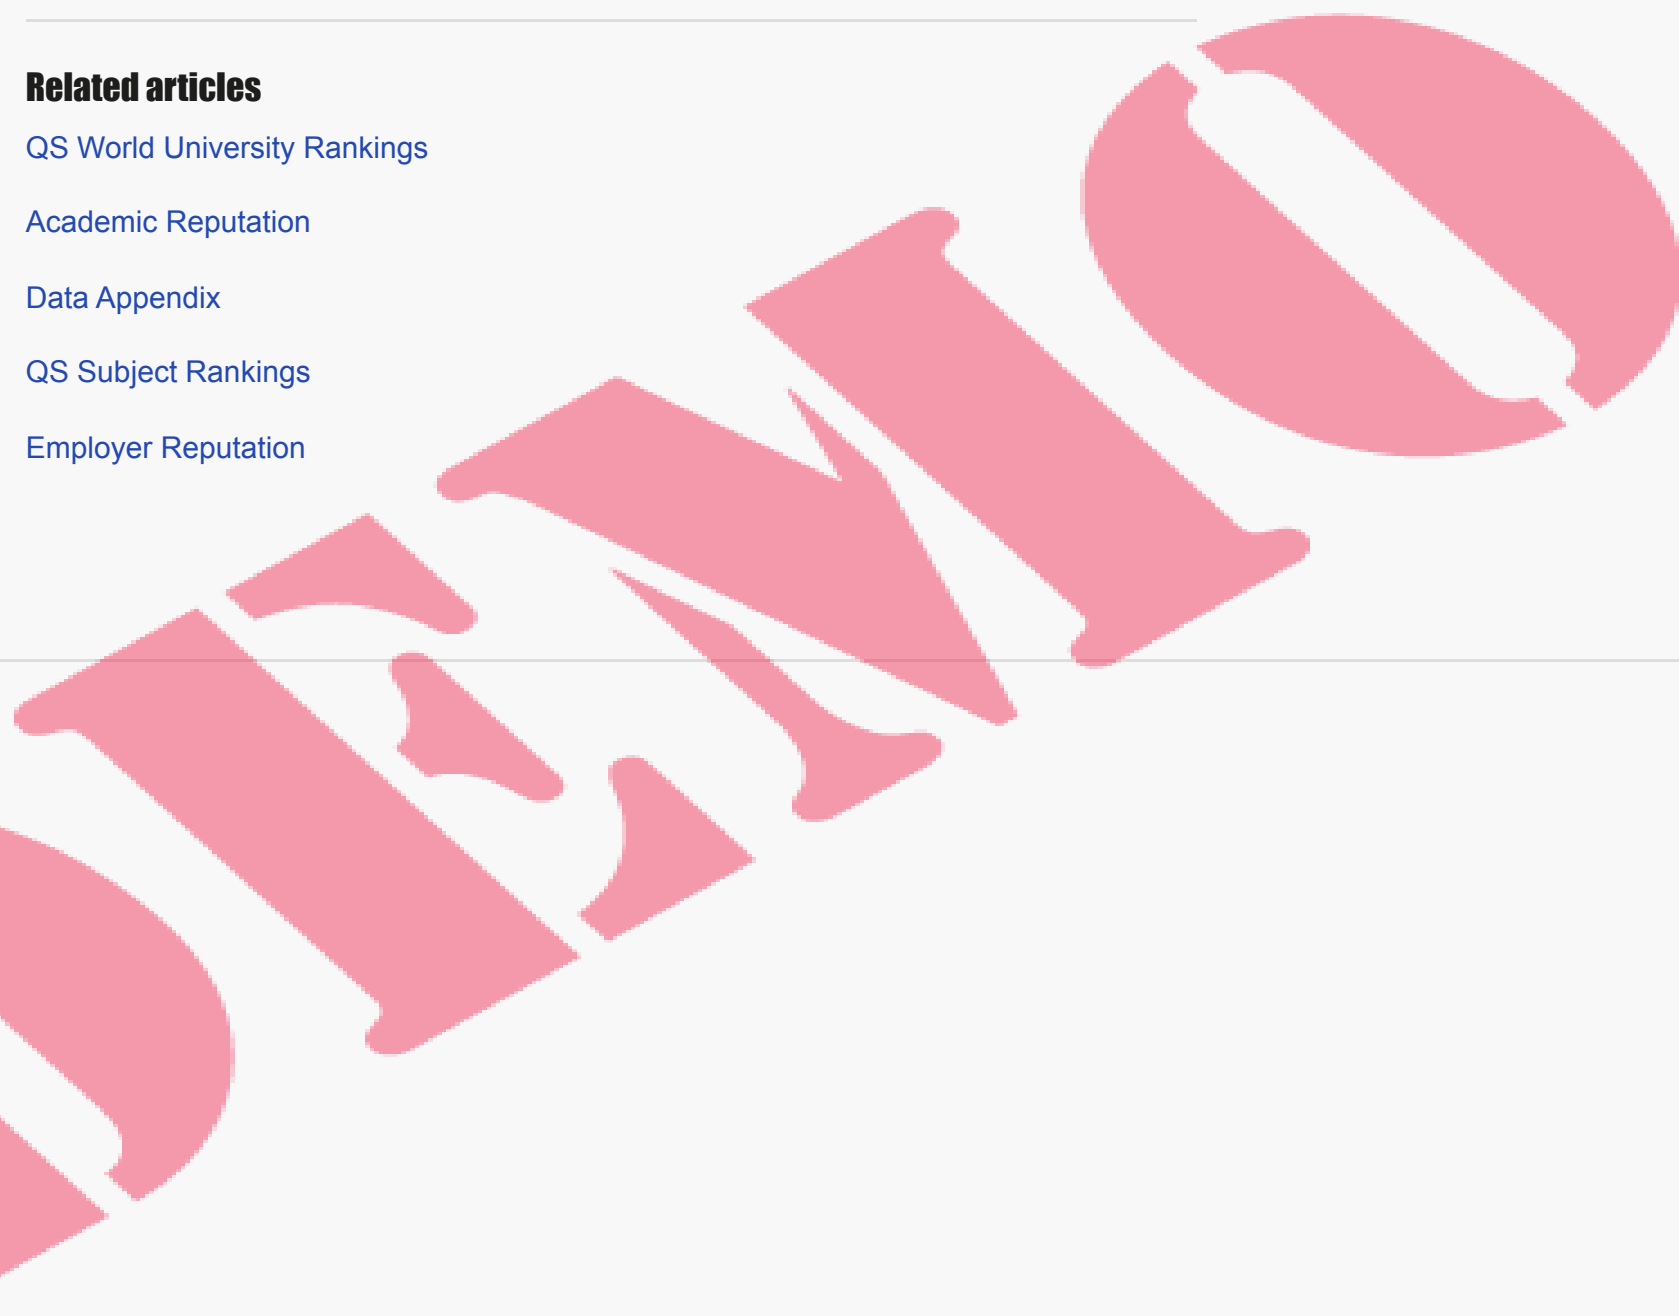 Related articles
QS World University Rankings
Academic Reputation
Data Appendix
QS Subject Rankings
Employer Reputation
DEMO